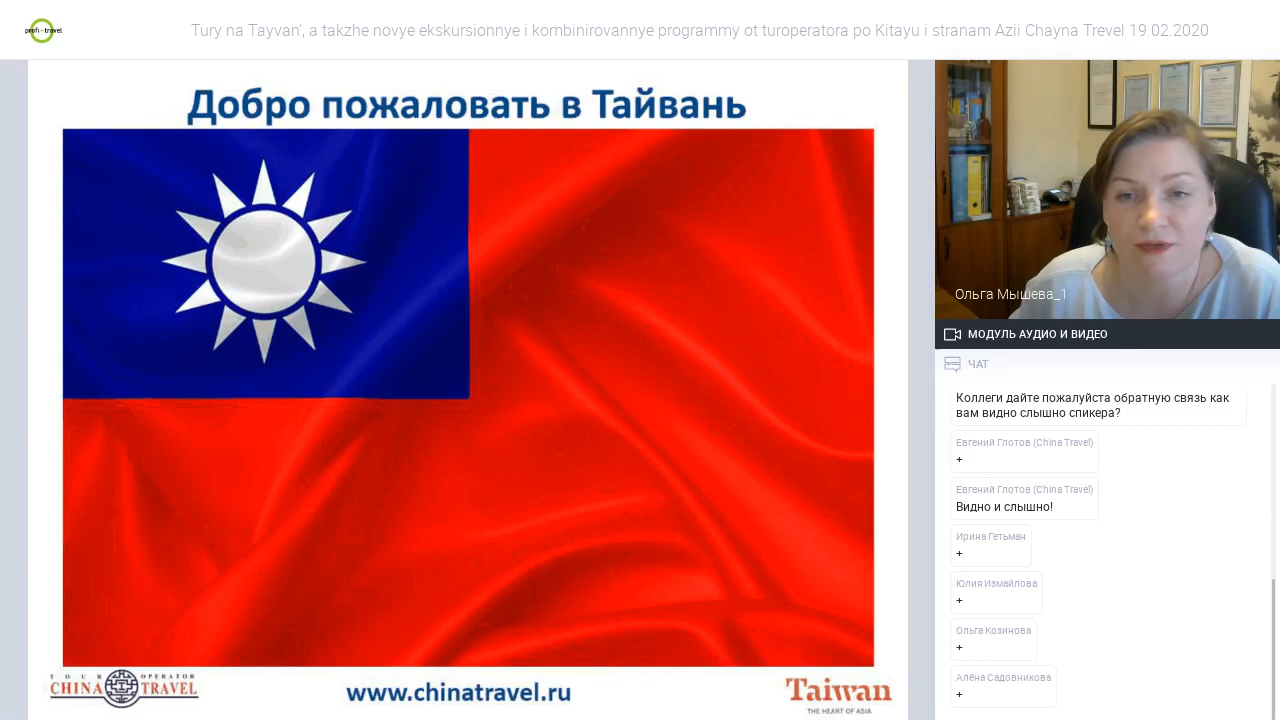 profi - travel
Tury na Tayvan', a takzhe novye ekskursionnye i kombinirovannye programmy ot turoperatora po Kitayu i stranam Azii Chayna Trevel 19.02.2020
Добро пожаловать в Тайвань
TOUR OPERATOR
CHINA TRAVEL
www.chinatravel.ru
Taiwan
THE HEART OF ASIA
Ольга Мышева_1
МОДУЛЬ АУДИО И ВИДЕО
ЧАТ
Коллеги дайте пожалуйста обратную связь как
вам видно слышно спикера?
Евгений Глотов (China Travel)
+
Евгений Глотов (China Travel)
Видно и слышно!
Ирина Гетьман
+
Юлия Измайлова
+
Ольга Козинова
+
Алёна Садовникова
+